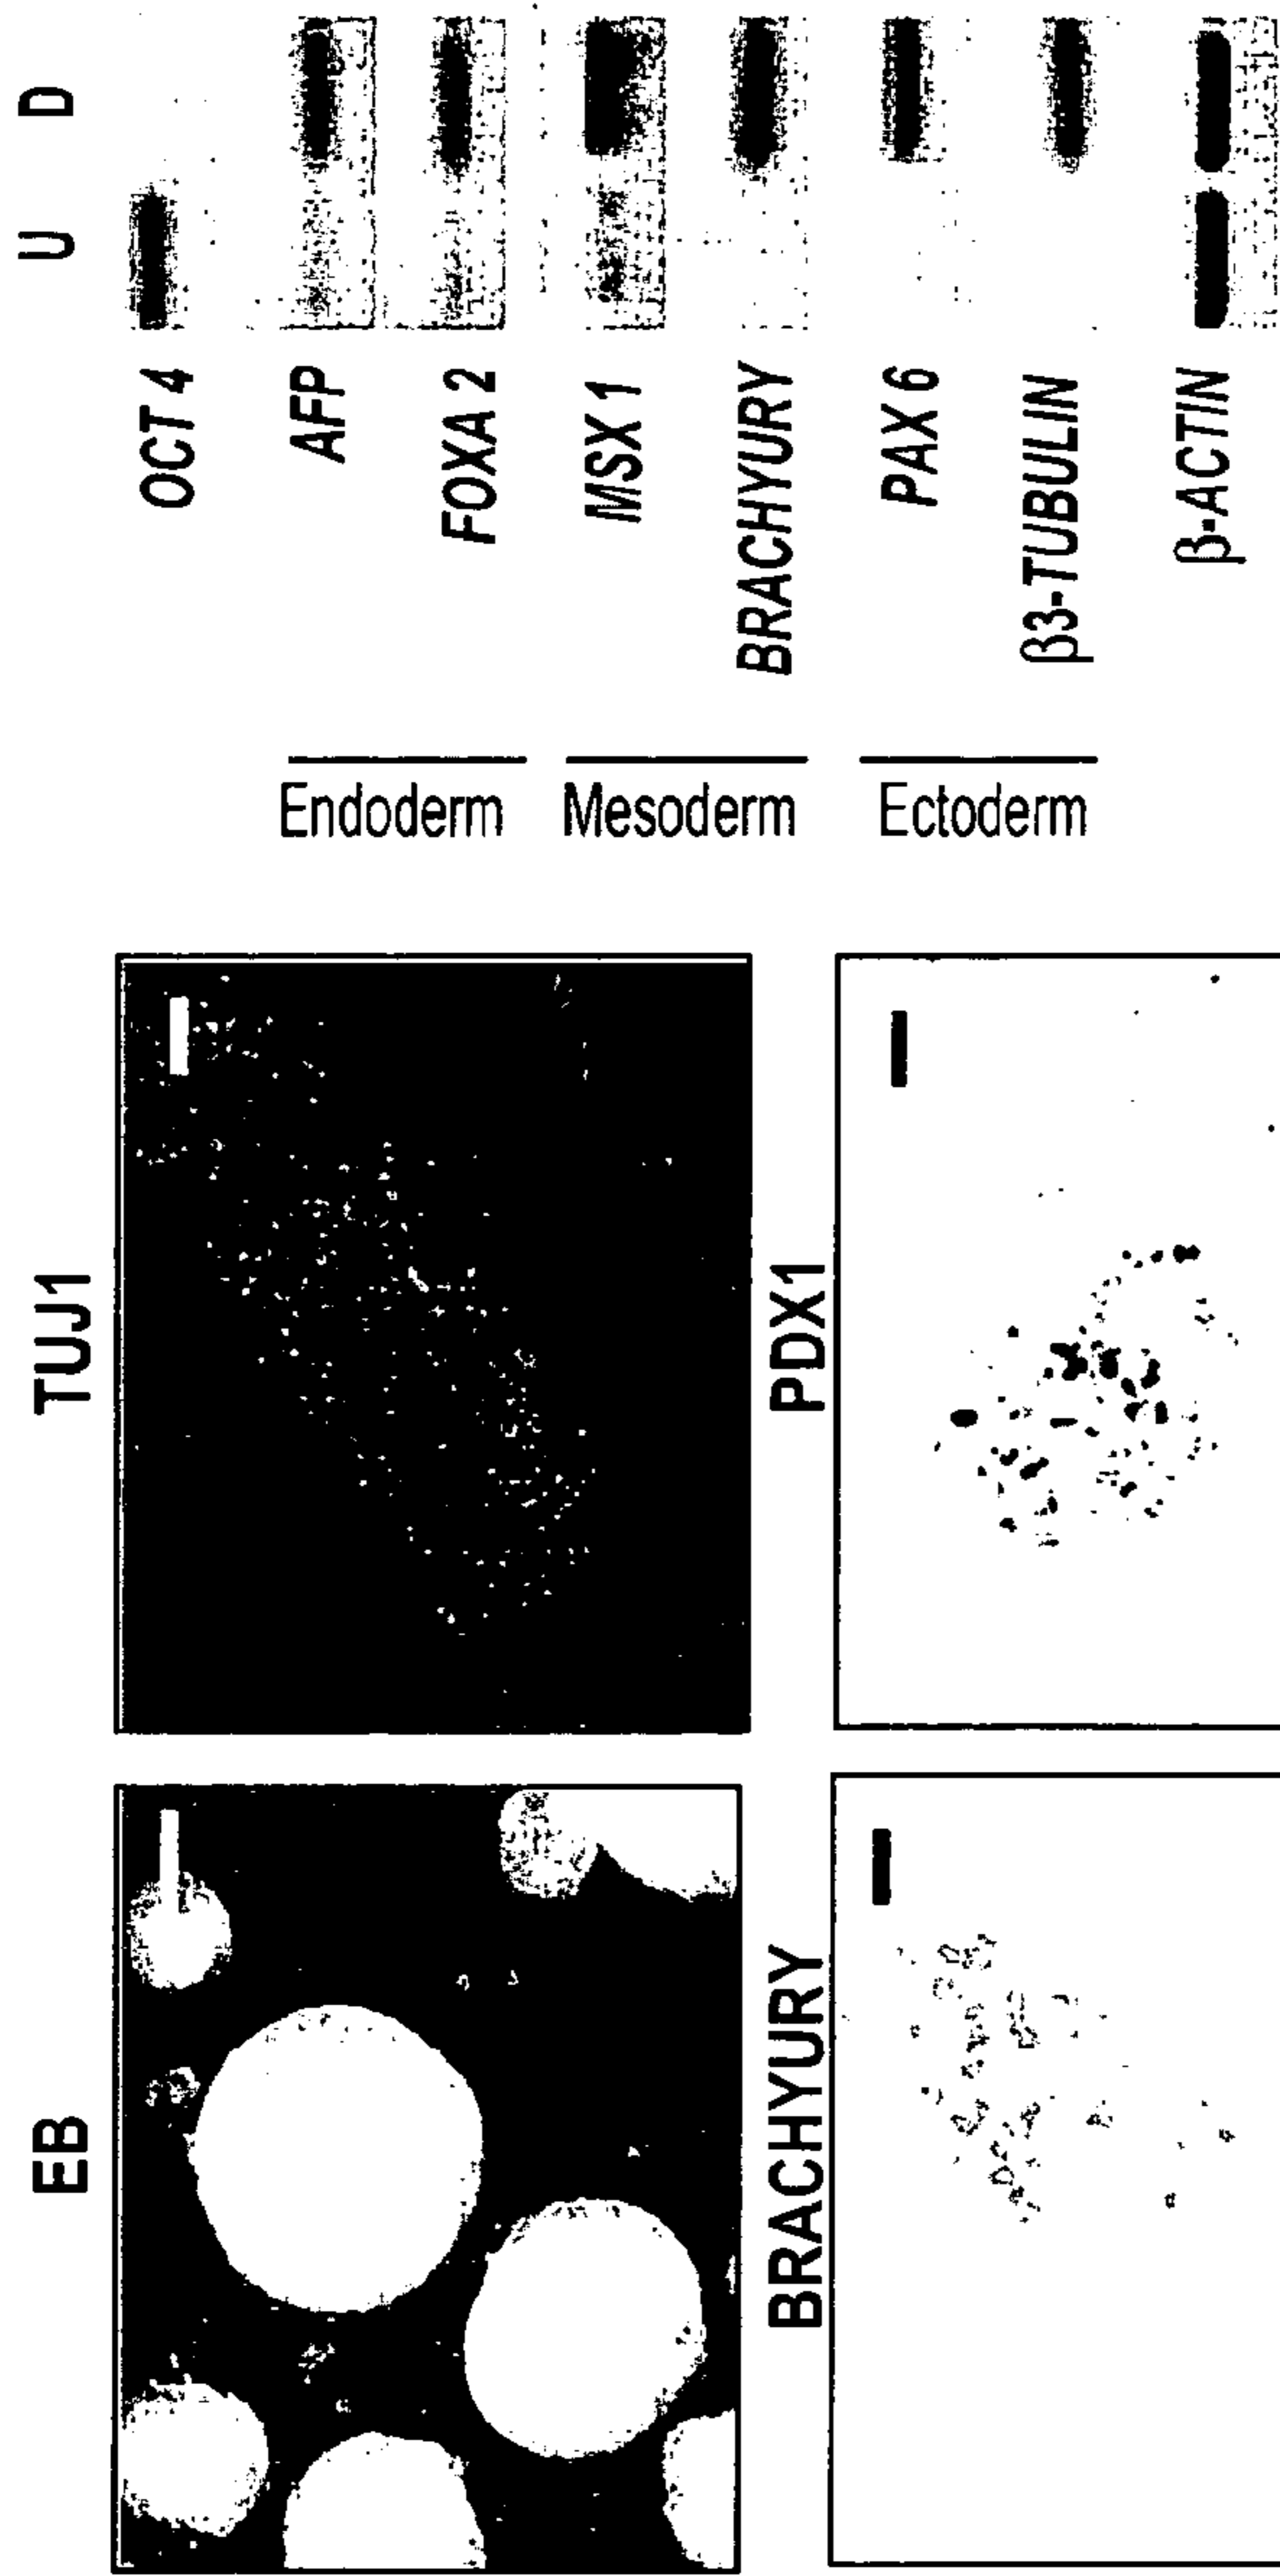 EB
TUJ1
BRACHYURY
PDX1
U D
OCT 4
Endoderm
AFP
FOXA 2
Mesoderm
MSX 1
BRACHYURY
Ectoderm
PAX 6
β3-TUBULIN
β-ACTIN